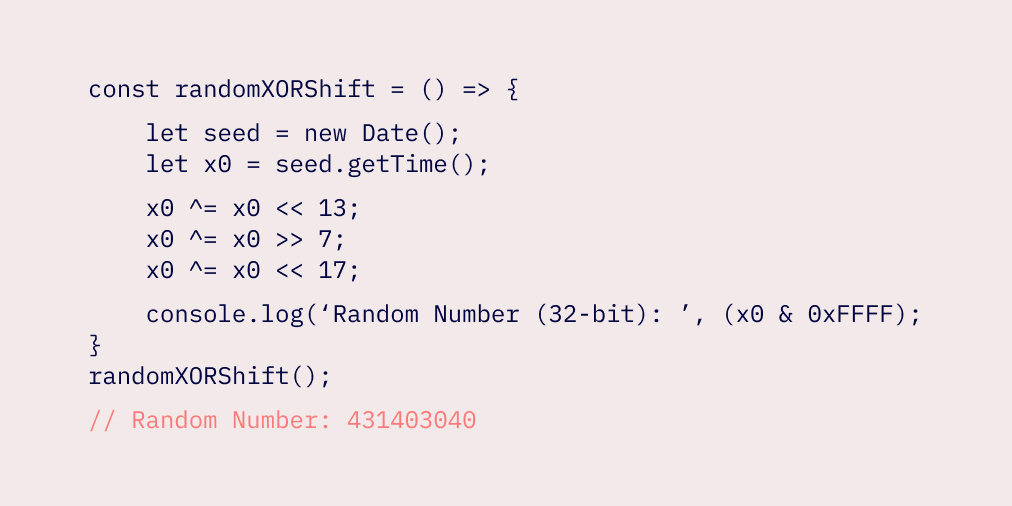 const randomXORShift = () => {
let seed = new Date();
let x0 = seed.getTime();
x0 ^= x0 << 13;
x0 ^= x0 >> 7;
x0 ^= x0 << 17;
console.log(‘Random Number (32-bit): ’, (x0 & 0xFFFF);
}
randomXORShift();
// Random Number: 431403040